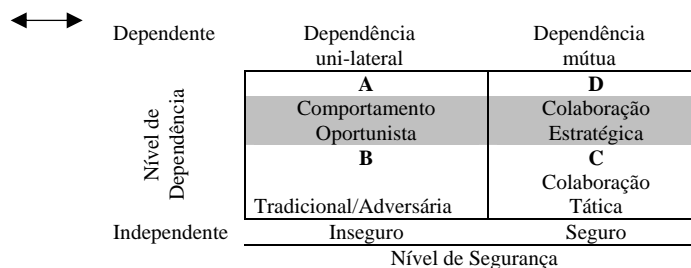 Dependente Dependência Dependência
uni-lateral mútua
A D
Comportamento Colaboração
Oportunista Estratégica
Nível de
Dependência
B C
Colaboração
Tradicional/Adversária Tática
Independente Inseguro Seguro
Nível de Segurança